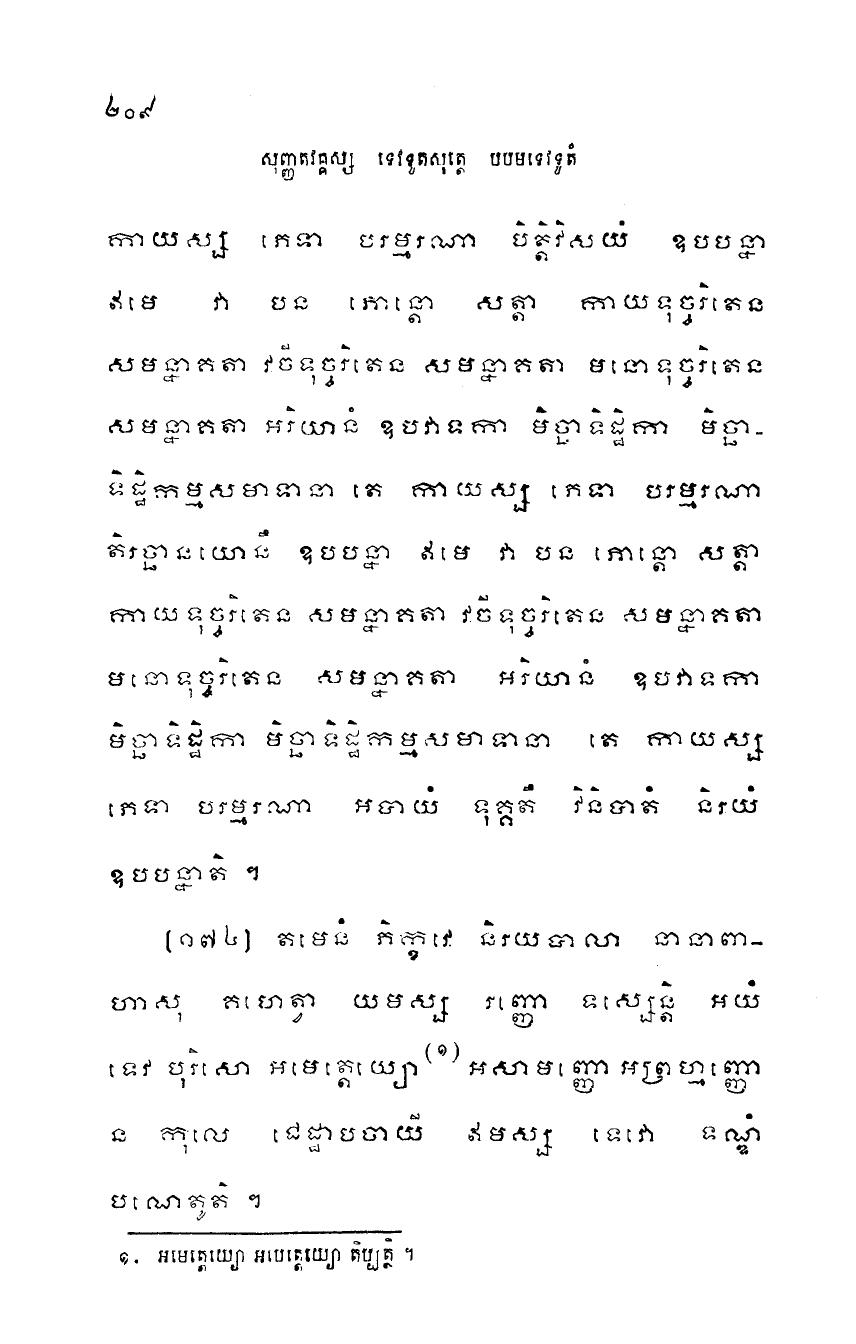 ២០៩
សុញ្ញតវគ្គស្ស ទេវទូតសុត្តេ បឋមទេវទូតំ
កាយស្ស ភេទា បរម្មរណា បិត្តិវិសយំ ឧបបន្នា
ឥមេ វា បន ភោន្តោ សត្តា កាយទុច្ចរិតេន
សមន្នាគតា វចីទុច្ចរិតេន សមន្នាគតា មនោទុច្ចរិតេន
សមន្នាគតា អរិយានំ ឧបវាទកា មិច្ឆាទិដ្ឋិកា មិច្ឆា-
ទិដ្ឋិកម្មសមាទានា តេ កាយស្ស ភេទា បរម្មរណា
តិរច្ឆានយោនឹ ឧបបន្នា ឥមេ វា បន ភោន្តោ សត្តា
កាយទុច្ចរិតេន សមន្នាគតា វចីទុច្ចរិតេន សមន្នាគតា
មនោទុច្ចរិតេន សមន្នាគតា អរិយានំ ឧបវាទកា
មិច្ឆាទិដ្ឋិកា មិច្ឆាទិដ្ឋិកម្មសមាទានា តេ កាយស្ស
ភេទា បរម្មរណា អបាយំ ទុគ្គតឹ វិនិបាតំ និរយំ
ឧបបន្នាតិ ។
[១៧៤] តមេនំ ភិក្ខវេ និរយបាលា នានាពា-
ហាសុ គហេត្វា យមស្ស រញ្ញោ ទស្សេន្តិ អយំ
ទេវ បុរិសោ អមេត្តេយ្យោ(១) អសាមញ្ញោ អព្រហ្មញ្ញោ
ន កុលេ ជេដ្ឋាបចាយី ឥមស្ស ទេវោ ទណ្ឌំ
បណេតូតិ ។
១. អមេត្តេយ្យោ អបេត្តេយ្យោ តិប្បត្ថិ ។